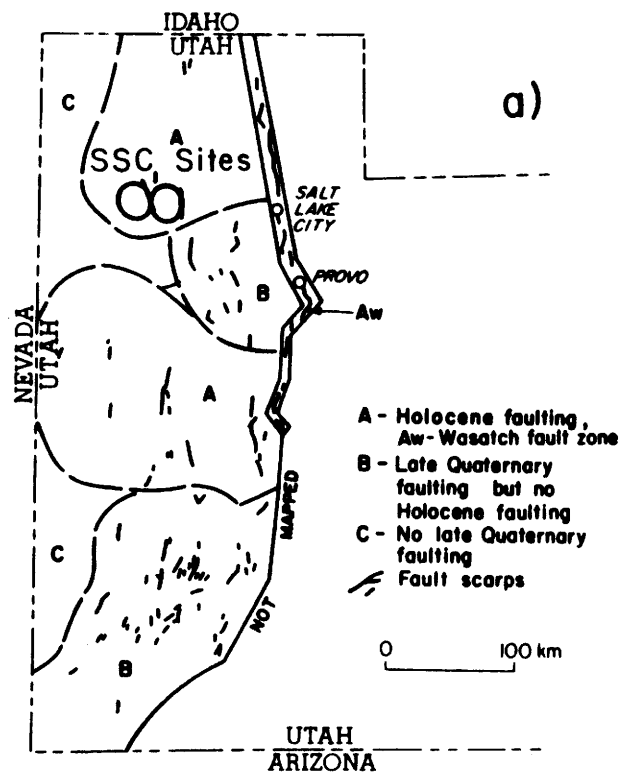 IDAHO
UTAH
a)
C
A
SSC Sites
SALT
LAKE
CITY
B
PROVO
Aw
NEVADA
UTAH
A
A - Holocene faulting,
Aw - Wasatch fault zone
B - Late Quaternary
faulting but no
Holocene faulting
C - No late Quaternary
faulting
Fault scarps
NOT MAPPED
C
B
0 100 km
UTAH
ARIZONA